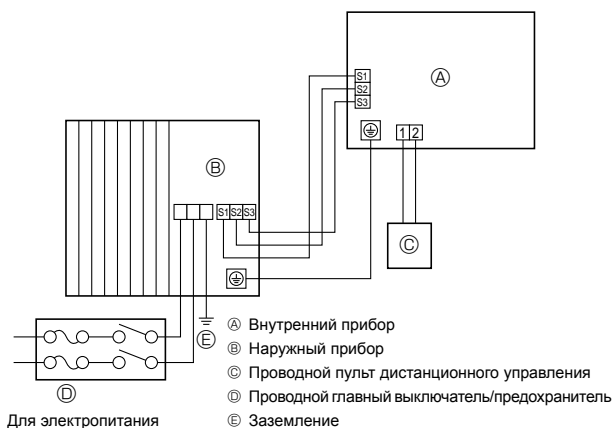 S1
S2
S3
Ⓐ
1 2
Ⓑ
S1 S2 S3
Ⓒ
Ⓔ
Ⓓ
Для электропитания
Ⓐ Внутренний прибор
Ⓑ Наружный прибор
Ⓒ Проводной пульт дистанционного управления
Ⓓ Проводной главный выключатель/предохранитель
Ⓔ Заземление